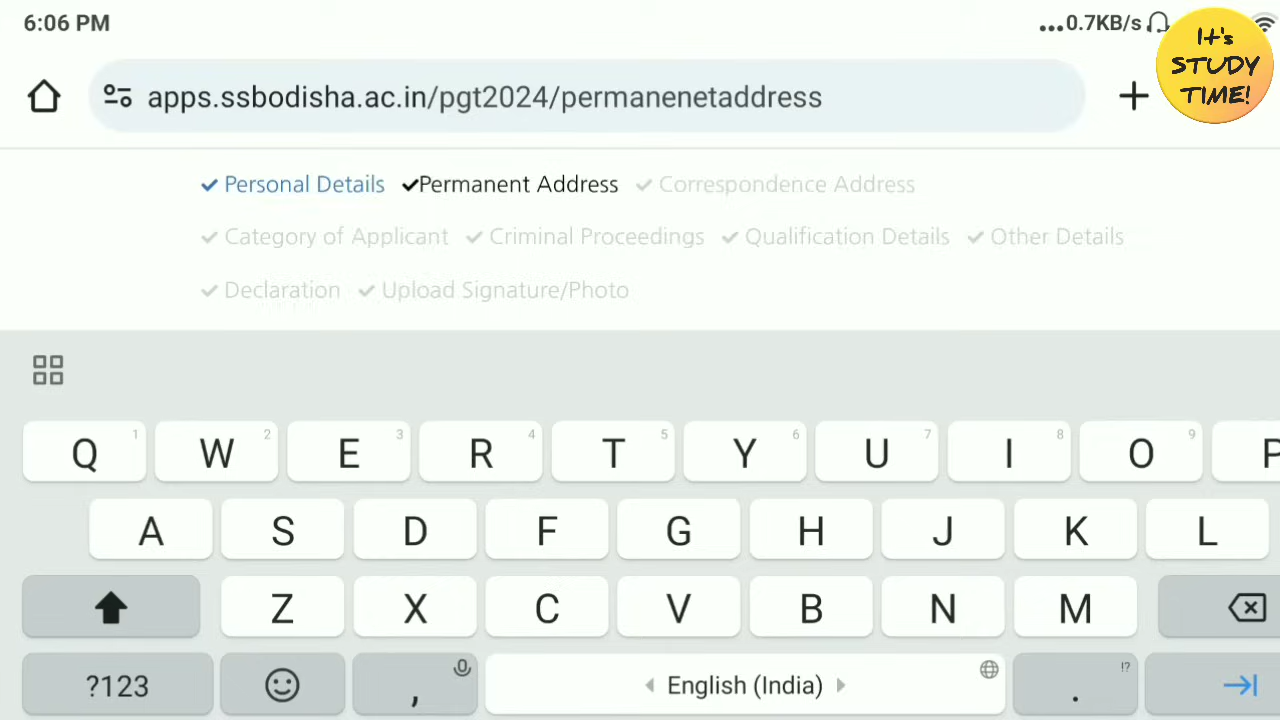 6:06 PM
...0.7KB/s
It's
STUDY
TIME!
apps.ssbodisha.ac.in/pgt2024/permanenetaddress
Personal Details Permanent Address Correspondence Address
Category of Applicant Criminal Proceedings Qualification Details Other Details
Declaration Upload Signature/Photo
Q 1 W 2 E 3 R 4 T 5 Y 6 U 7 I 8 O 9 P
A S D F G H J K L
Z X C V B N M
?123 , English (India) . !?